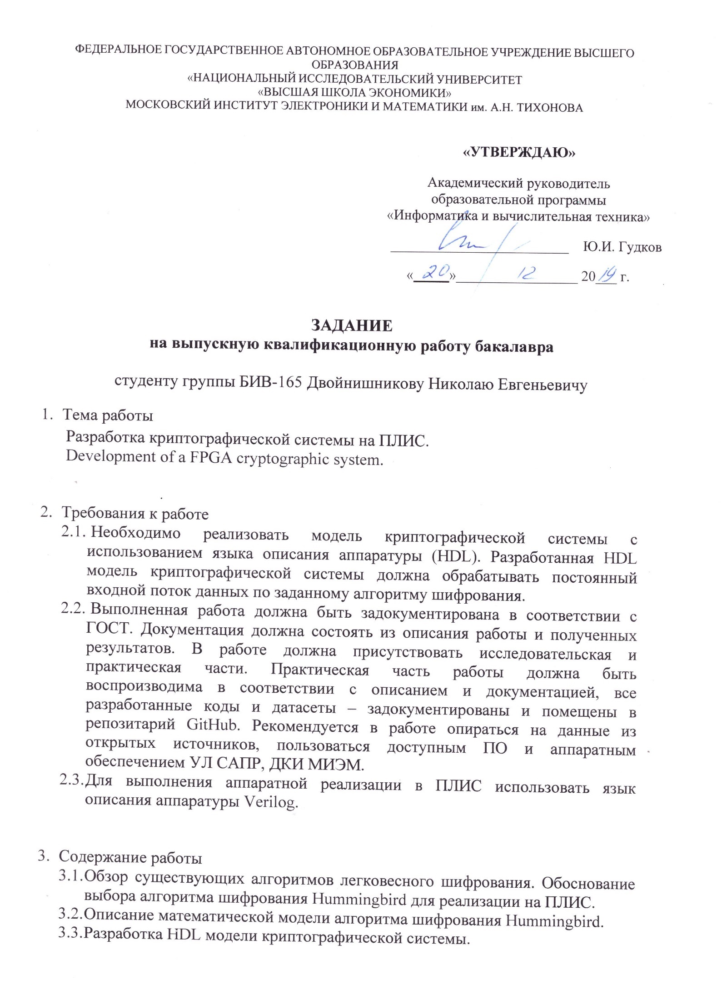 ФЕДЕРАЛЬНОЕ ГОСУДАРСТВЕННОЕ АВТОНОМНОЕ ОБРАЗОВАТЕЛЬНОЕ УЧРЕЖДЕНИЕ ВЫСШЕГО
ОБРАЗОВАНИЯ
«НАЦИОНАЛЬНЫЙ ИССЛЕДОВАТЕЛЬСКИЙ УНИВЕРСИТЕТ
«ВЫСШАЯ ШКОЛА ЭКОНОМИКИ»
МОСКОВСКИЙ ИНСТИТУТ ЭЛЕКТРОНИКИ И МАТЕМАТИКИ им. А.Н. ТИХОНОВА
«УТВЕРЖДАЮ»
Академический руководитель
образовательной программы
«Информатика и вычислительная техника»
Ю.И. Гудков
«20» 12 2019 г.
ЗАДАНИЕ
на выпускную квалификационную работу бакалавра
студенту группы БИВ-165 Двойнишникову Николаю Евгеньевичу
1. Тема работы
Разработка криптографической системы на ПЛИС.
Development of a FPGA cryptographic system.
2. Требования к работе
2.1. Необходимо реализовать модель криптографической системы с
использованием языка описания аппаратуры (HDL). Разработанная HDL
модель криптографической системы должна обрабатывать постоянный
входной поток данных по заданному алгоритму шифрования.
2.2. Выполненная работа должна быть задокументирована в соответствии с
ГОСТ. Документация должна состоять из описания работы и полученных
результатов. В работе должна присутствовать исследовательская и
практическая части. Практическая часть работы должна быть
воспроизводима в соответствии с описанием и документацией, все
разработанные коды и датасеты – задокументированы и помещены в
репозитарий GitHub. Рекомендуется в работе опираться на данные из
открытых источников, пользоваться доступным ПО и аппаратным
обеспечением УЛ САПР, ДКИ МИЭМ.
2.3.Для выполнения аппаратной реализации в ПЛИС использовать язык
описания аппаратуры Verilog.
3. Содержание работы
3.1.Обзор существующих алгоритмов легковесного шифрования. Обоснование
выбора алгоритма шифрования Hummingbird для реализации на ПЛИС.
3.2.Описание математической модели алгоритма шифрования Hummingbird.
3.3.Разработка HDL модели криптографической системы.